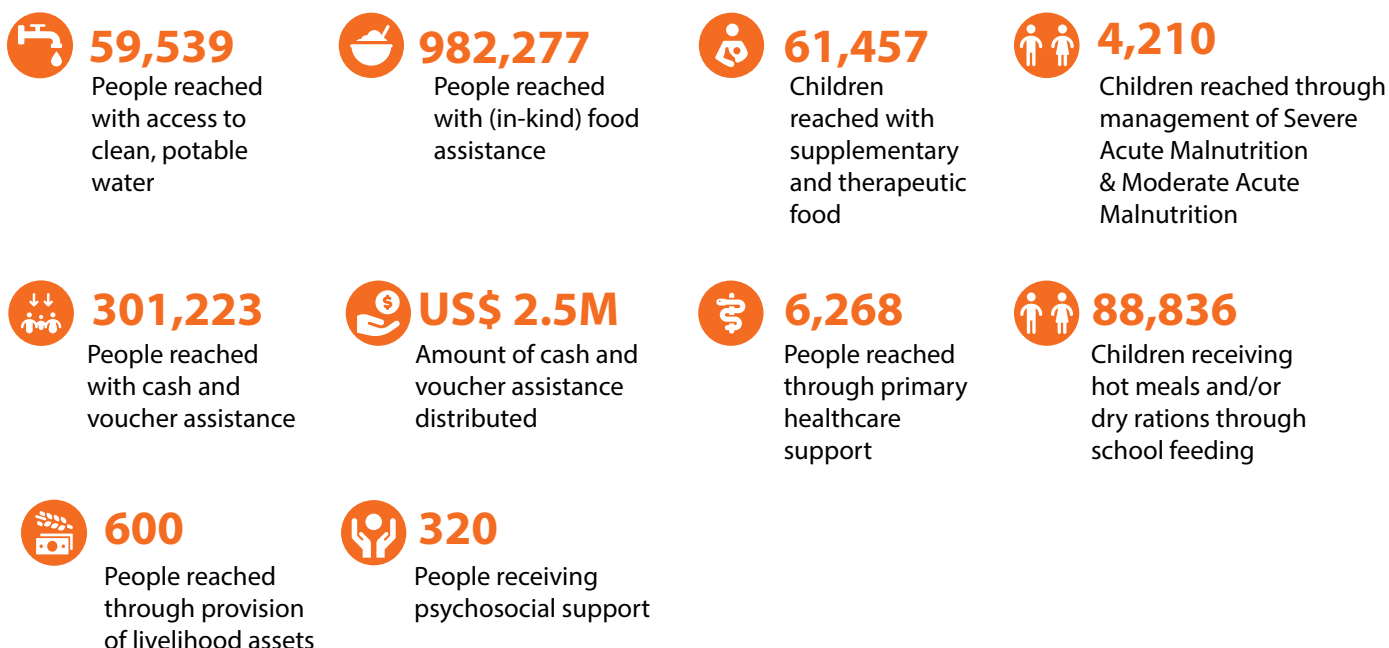 59,539
People reached
with access to
clean, potable
water
982,277
People reached
with (in-kind) food
assistance
61,457
Children
reached with
supplementary
and therapeutic
food
4,210
Children reached through
management of Severe
Acute Malnutrition
& Moderate Acute
Malnutrition
301,223
People reached
with cash and
voucher assistance
US$ 2.5M
Amount of cash and
voucher assistance
distributed
6,268
People reached
through primary
healthcare
support
88,836
Children receiving
hot meals and/or
dry rations through
school feeding
600
People reached
through provision
of livelihood assets
320
People receiving
psychosocial support